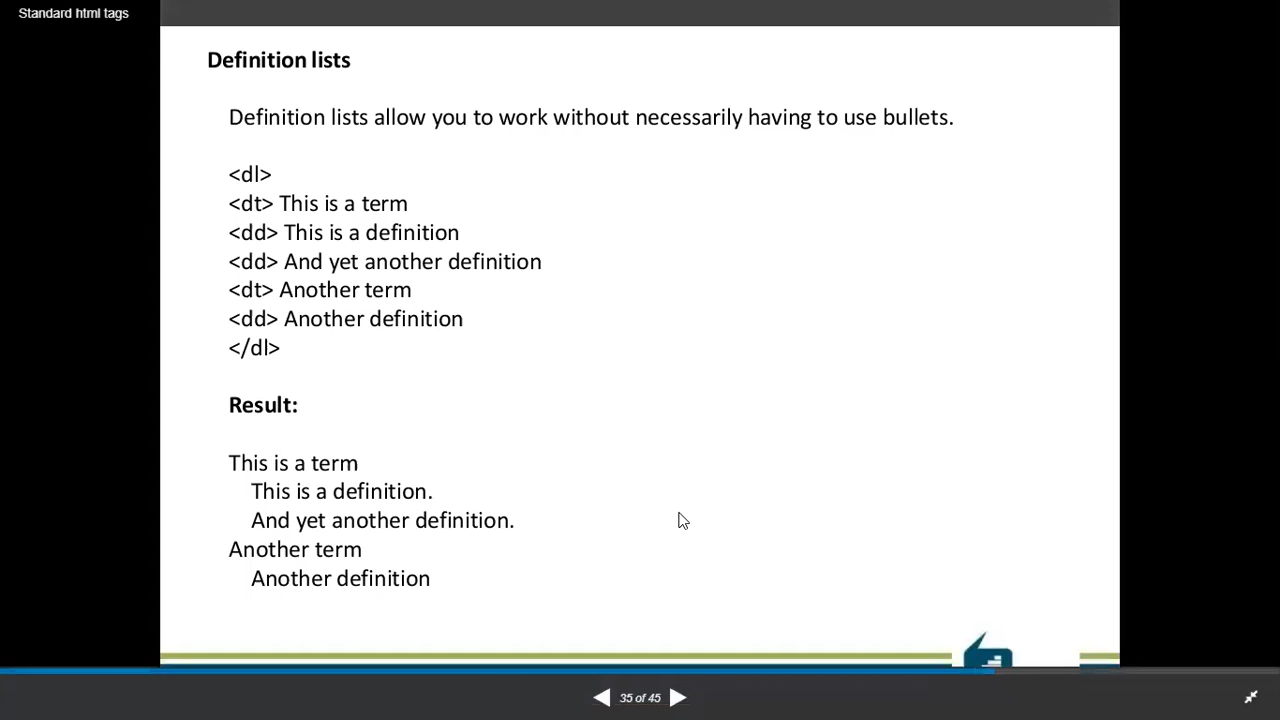 Standard html tags
Definition lists
Definition lists allow you to work without necessarily having to use bullets.
<dl>
<dt> This is a term
<dd> This is a definition
<dd> And yet another definition
<dt> Another term
<dd> Another definition
</dl>
Result:
This is a term
This is a definition.
And yet another definition.
Another term
Another definition
35 of 45